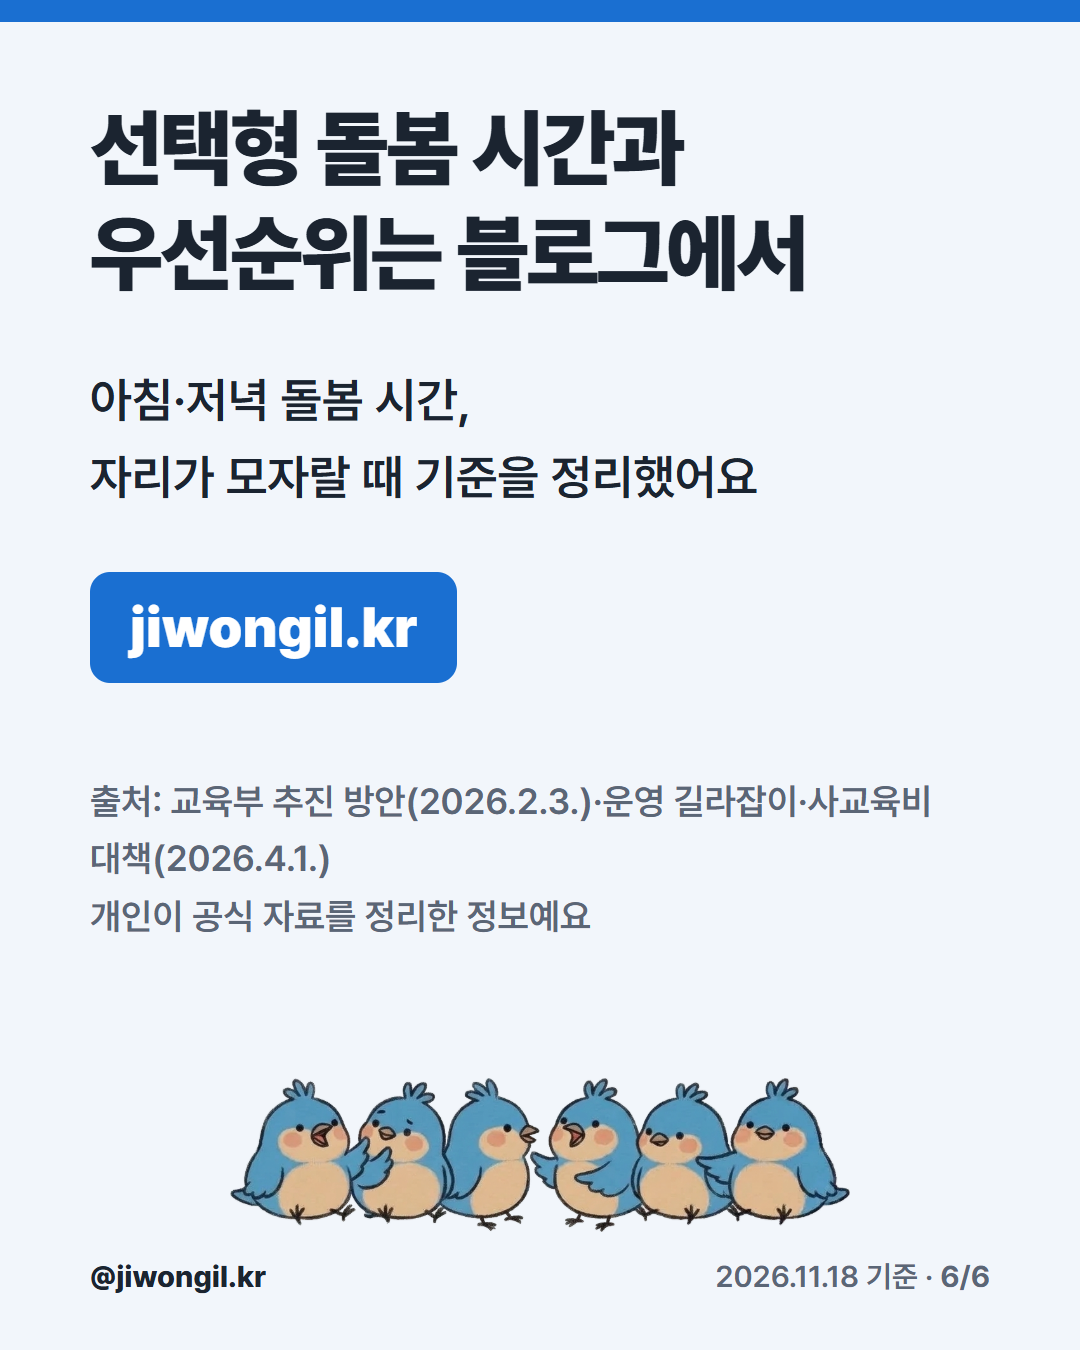 선택형 돌봄 시간과
우선순위는 블로그에서
아침·저녁 돌봄 시간,
자리가 모자랄 때 기준을 정리했어요
jiwongil.kr
출처: 교육부 추진 방안(2026.2.3.)·운영 길라잡이·사교육비
대책(2026.4.1.)
개인이 공식 자료를 정리한 정보예요
@jiwongil.kr
2026.11.18 기준 · 6/6